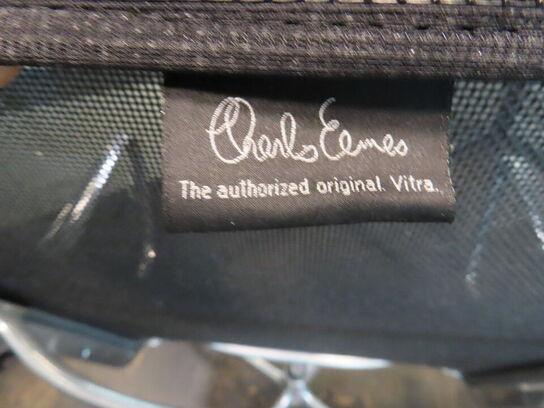 Charles Eames
The authorized original. Vitra.